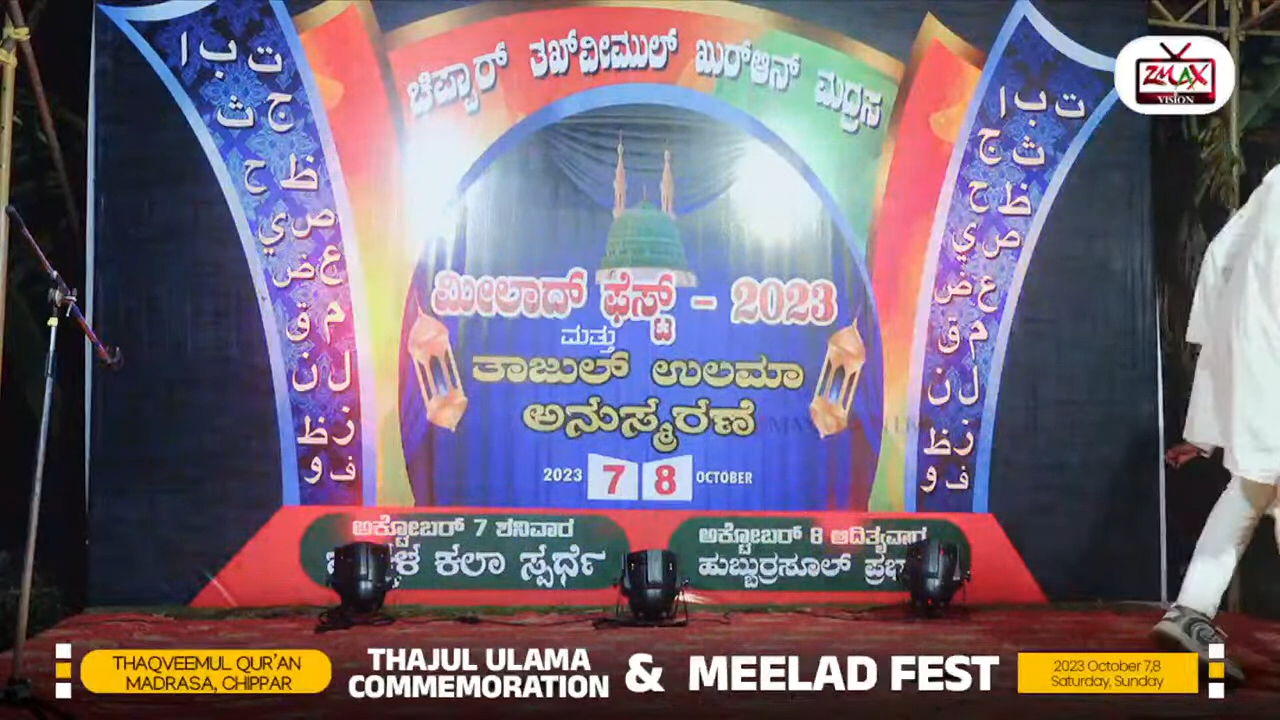 ಚಿಪ್ಪಾರ್ ತಖ್ವೀಮುಲ್ ಖುರ್ಆನ್ ಮದ್ರಸ
ZMAX
VISION
ا ب ت
ث ج
ح ظ
ي ص
ض ع
ق م
ن ل
ظ ز
و ف
ا ب ت
ج ث
ح ظ
ي ص
ض ع
ق م
ن ل
ظ ز
و ف
ಮೀಲಾದ್ ಫೆಸ್ಟ್ - 2023
ಮತ್ತು
ತಾಜುಲ್ ಉಲಮಾ
ಅನುಸ್ಮರಣೆ
2023 7 8 OCTOBER
ಅಕ್ಟೋಬರ್ 7 ಶನಿವಾರ
ಕಲಾ ಸ್ಪರ್ಧೆ
ಅಕ್ಟೋಬರ್ 8 ಆದಿತ್ಯವಾರ
ಹುಬ್ಬುರ್ರಸೂಲ್
THAQVEEMUL QUR'AN
MADRASA, CHIPPAR
THAJUL ULAMA
COMMEMORATION
& MEELAD FEST
2023 October 7,8
Saturday, Sunday